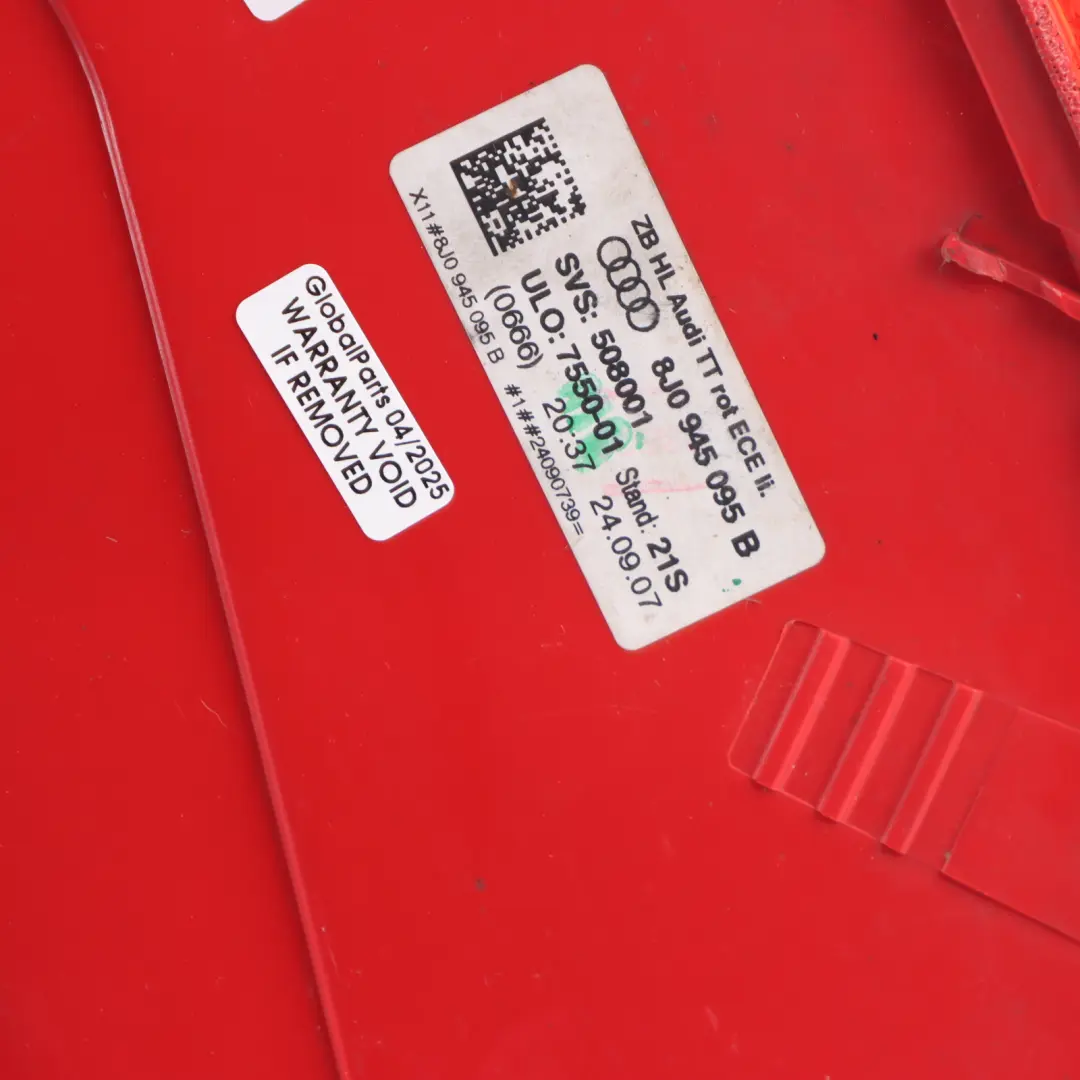 ZB HL Audi TT rot ECE li.
8J0 945 095 B
SVS: 508001 Stand: 21S
ULO: 7550-01 24.09.07
(0666) 20:37
X11#8J0 945 095 B #1##24090739=
GlobalParts 04/2025
WARRANTY VOID
IF REMOVED